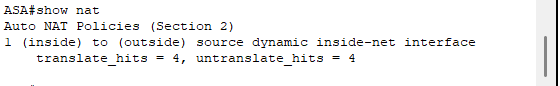 ASA#show nat
Auto NAT Policies (Section 2)
1 (inside) to (outside) source dynamic inside-net interface
translate_hits = 4, untranslate_hits = 4